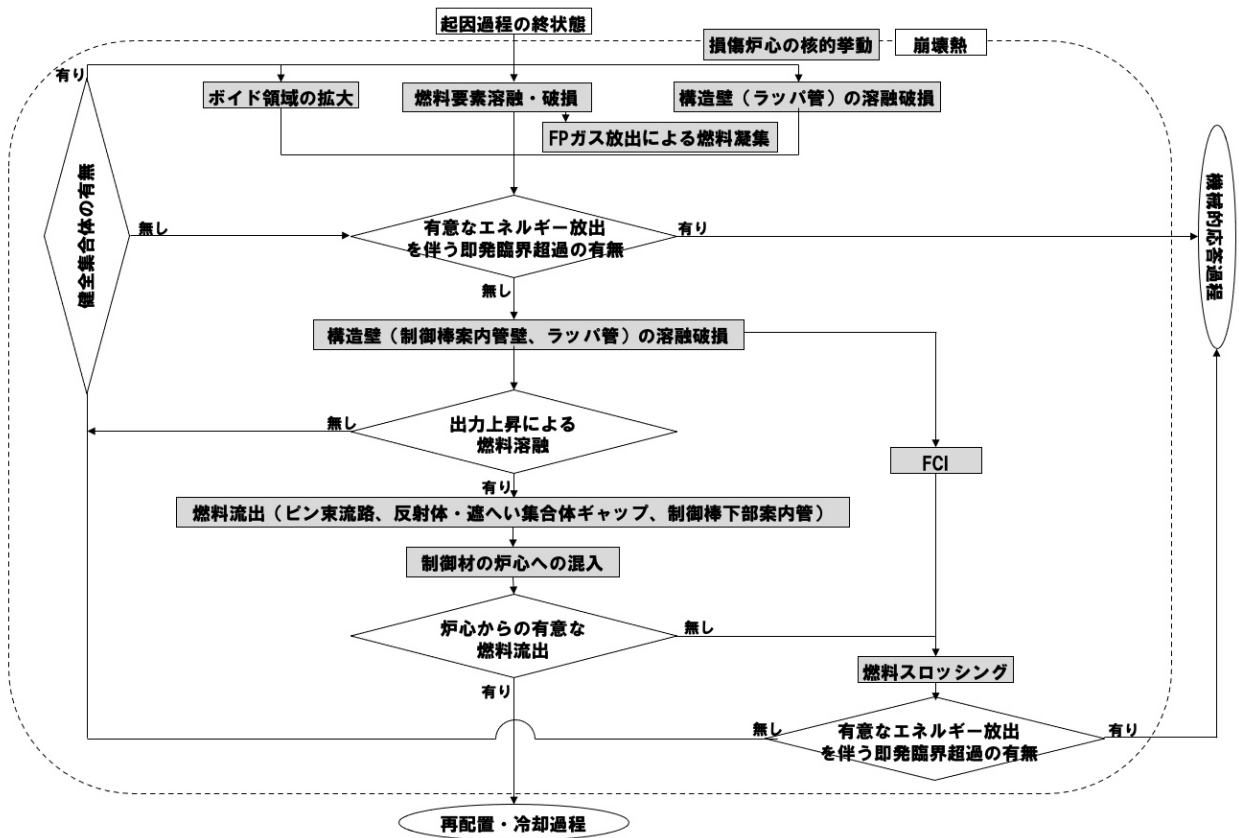 起因過程の終状態
損傷炉心の核的挙動
崩壊熱
有り
ボイド領域の拡大
燃料要素溶融・破損
構造壁（ラッパ管）の溶融破損
FPガス放出による燃料凝集
健全集合体の有無
無し
有意なエネルギー放出
を伴う即発臨界超過の有無
有り
機械的応答過程
無し
構造壁（制御棒案内管壁、ラッパ管）の溶融破損
無し
出力上昇による
燃料溶融
FCI
有り
燃料流出（ピン束流路、反射体・遮へい集合体ギャップ、制御棒下部案内管）
制御材の炉心への混入
炉心からの有意な
燃料流出
無し
燃料スロッシング
有り
無し
有意なエネルギー放出
を伴う即発臨界超過の有無
有り
再配置・冷却過程